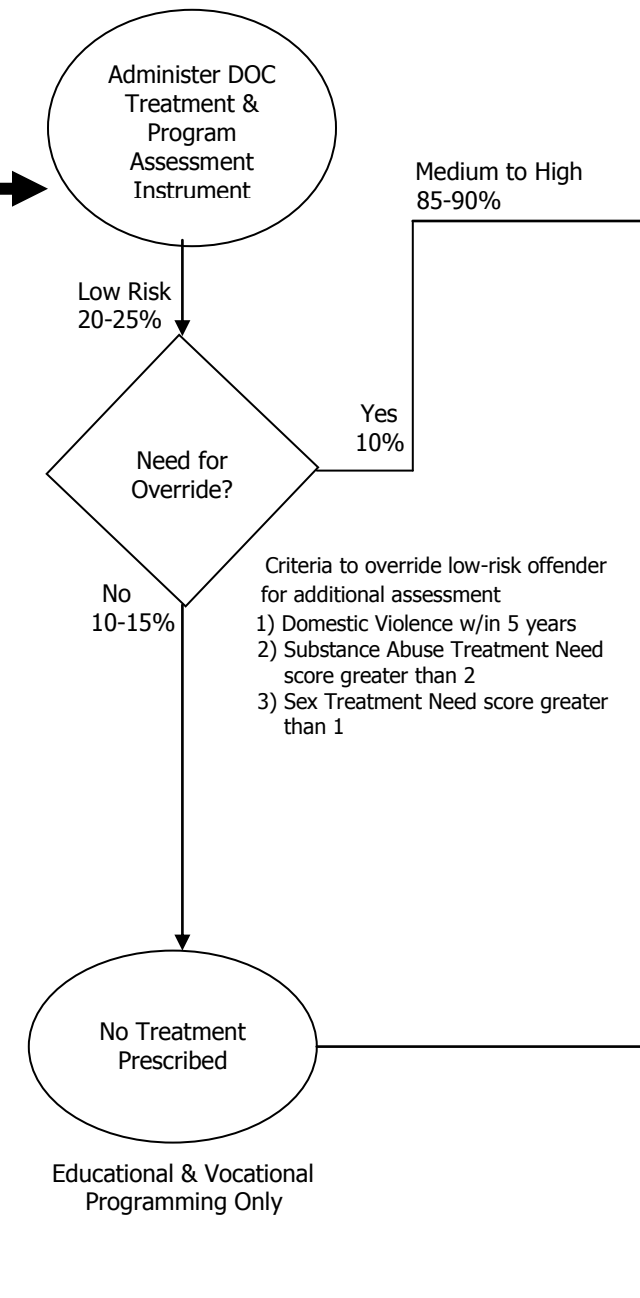 Administer DOC
Treatment &
Program
Assessment
Instrument
Medium to High
85-90%
Low Risk
20-25%
Yes
10%
Need for
Override?
Criteria to override low-risk offender
for additional assessment
1) Domestic Violence w/in 5 years
2) Substance Abuse Treatment Need
score greater than 2
3) Sex Treatment Need score greater
than 1
No
10-15%
No Treatment
Prescribed
Educational & Vocational
Programming Only